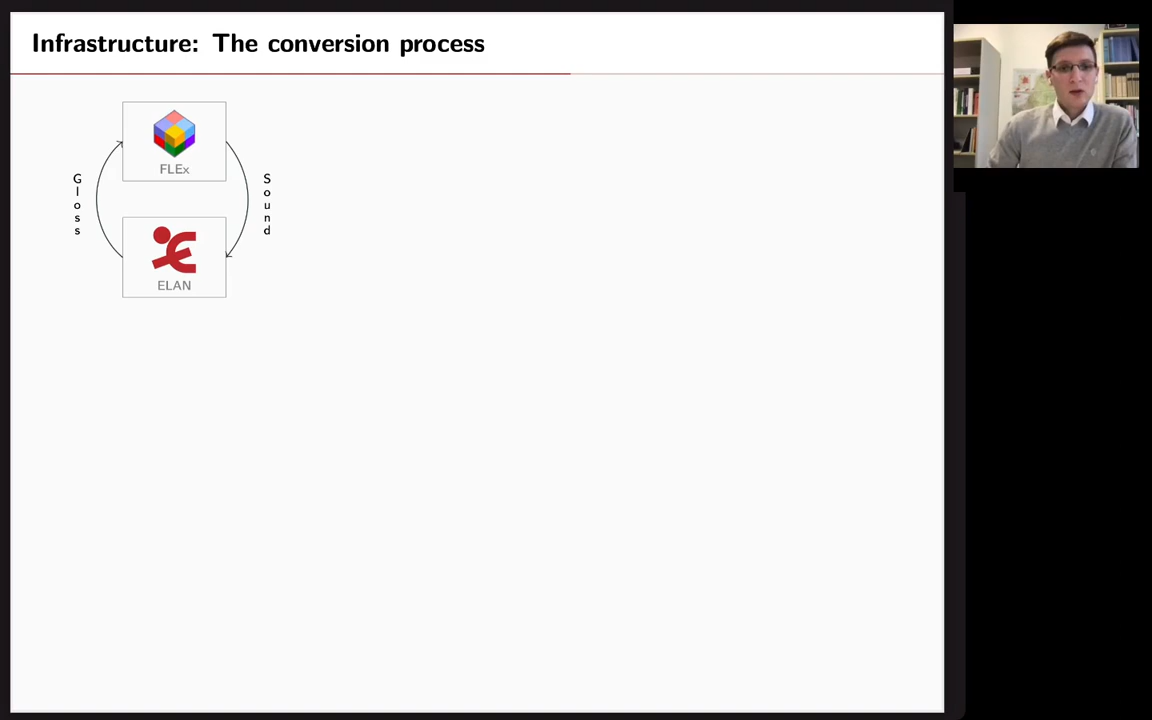 Infrastructure: The conversion process
FLEx
Gloss
Sound
ELAN